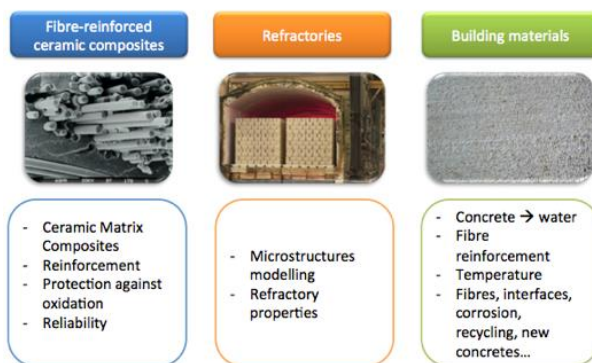 Fibre-reinforced
ceramic composites
Refractories
Building materials
- Ceramic Matrix
Composites
- Reinforcement
- Protection against
oxidation
- Reliability
- Microstructures
modelling
- Refractory
properties
- Concrete → water
- Fibre
reinforcement
- Temperature
- Fibres, interfaces,
corrosion,
recycling, new
concretes...